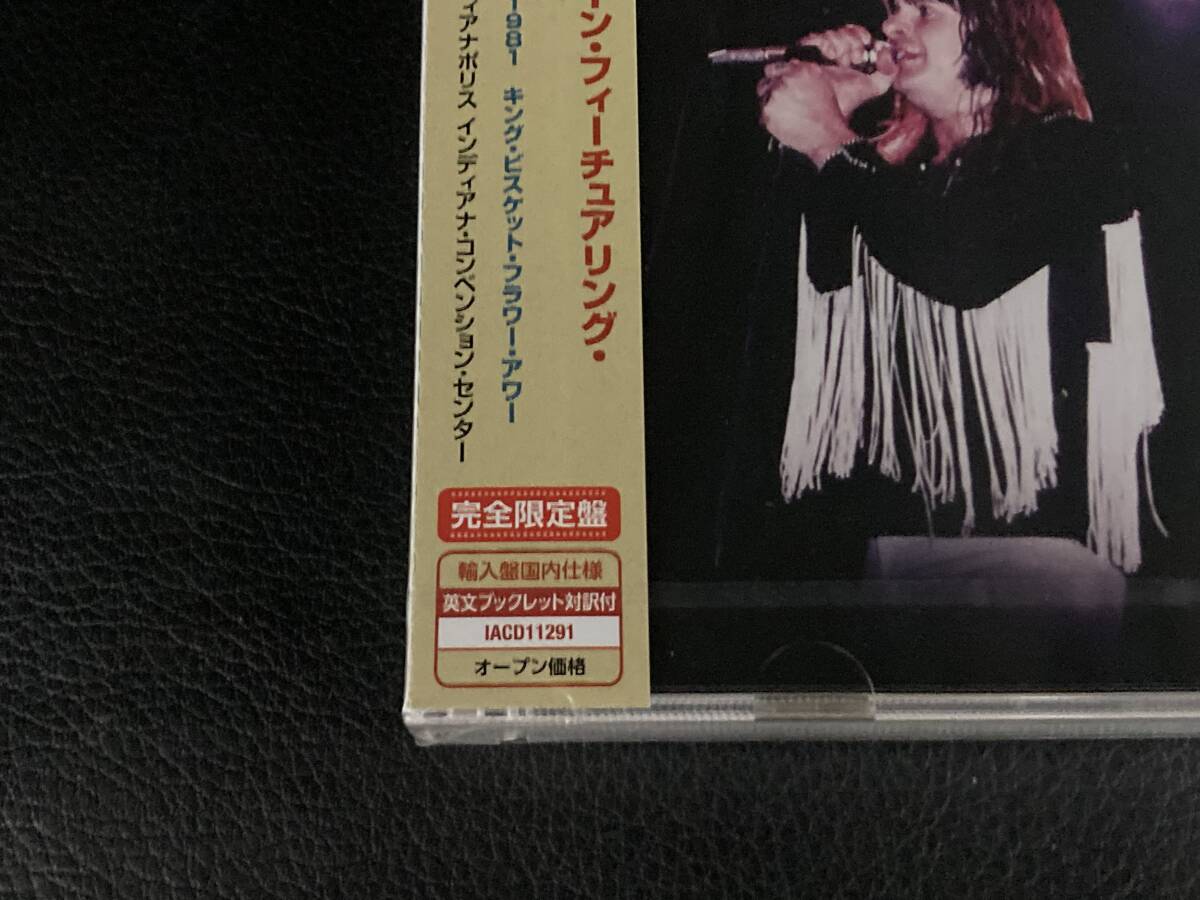 ーン・フィーチュアリング・
1981 キング・ビスケット・フラワー・アワー
ィアナポリス インディアナ・コンベンション・センター
完全限定盤
輸入盤国内仕様
英文ブックレット対訳付
IACD11291
オープン価格